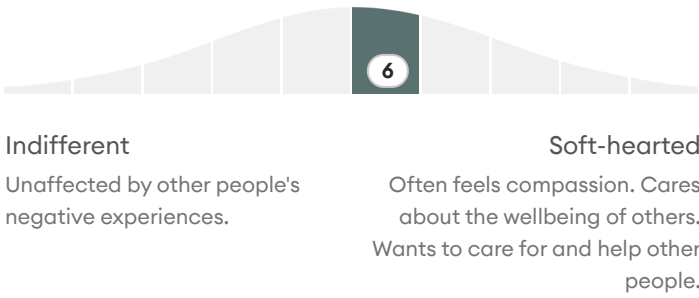 6
Indifferent
Unaffected by other people's
negative experiences.
Soft-hearted
Often feels compassion. Cares
about the wellbeing of others.
Wants to care for and help other
people.